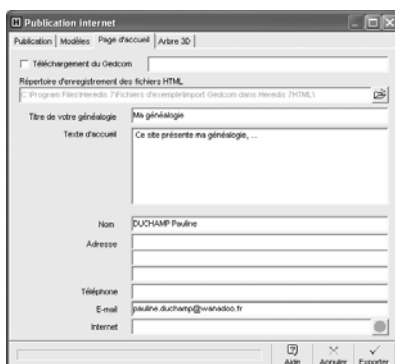 Publication internet
Publication Modèles Page d'accueil Arbre 3D
Téléchargement du Gedcom
Répertoire d'enregistrement des fichiers HTML
C:\Program Files\Heredis 7\Fichiers d'exemple\Import Gedcom dans Heredis 7\HTML\
Titre de votre généalogie Ma généalogie
Texte d'accueil Ce site présente ma généalogie, ...
Nom DUCHAMP Pauline
Adresse
Téléphone
E-mail pauline.duchamp@wanadoo.fr
Internet
Aide Annuler Exporter